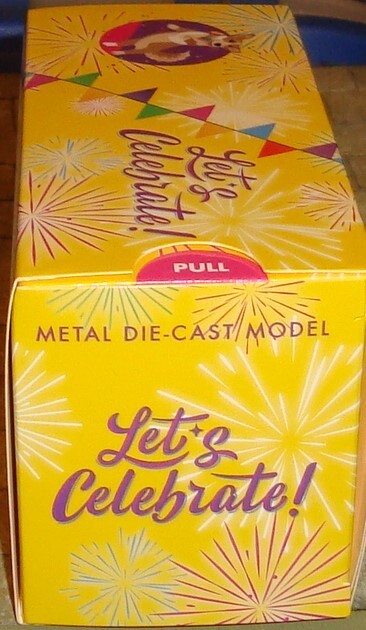 Let's
Celebrate!
PULL
METAL DIE-CAST MODEL
Let's
Celebrate!